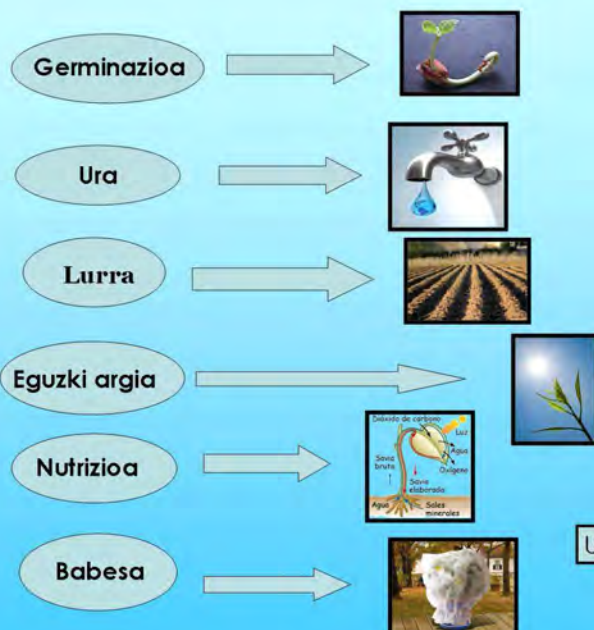 Germinazioa
Ura
Lurra
Eguzki argia
Nutrizioa
Dióxido de carbono
Luz
Agua
Oxígeno
Savia
bruta
Savia
elaborada
Agua
Sales
minerales
Babesa
U